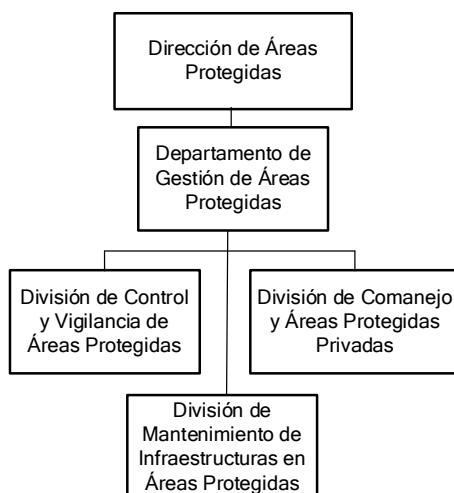 Dirección de Áreas
Protegidas
Departamento de
Gestión de Áreas
Protegidas
División de Control
y Vigilancia de
Áreas Protegidas
División de Comanejo
y Áreas Protegidas
Privadas
División de
Mantenimiento de
Infraestructuras en
Áreas Protegidas